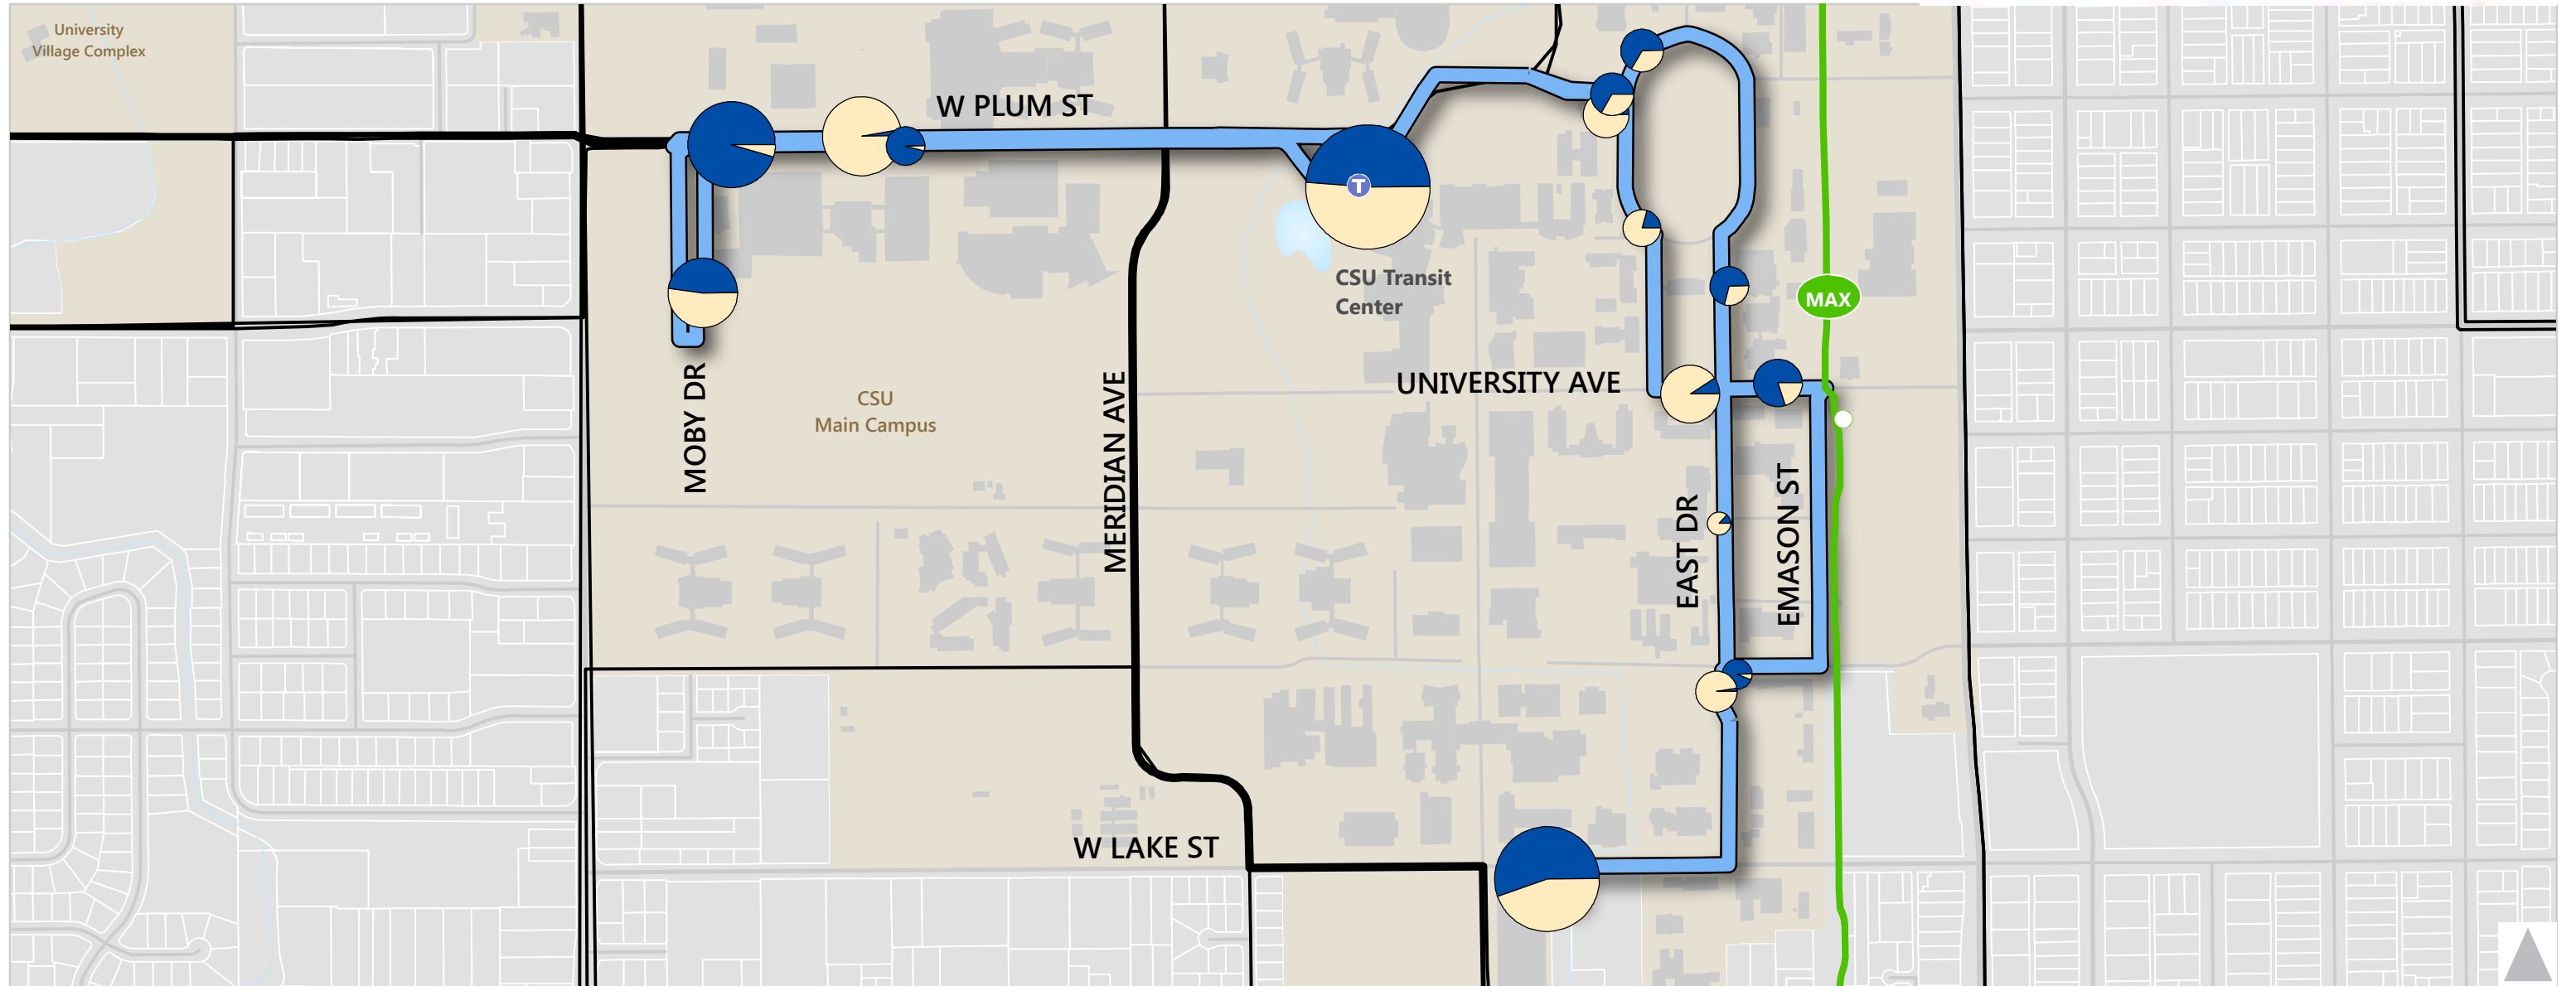 University
Village Complex
W PLUM ST
CSU Transit
Center
T
MAX
MOBY DR
CSU
Main Campus
MERIDIAN AVE
UNIVERSITY AVE
EAST DR
EMASON ST
W LAKE ST